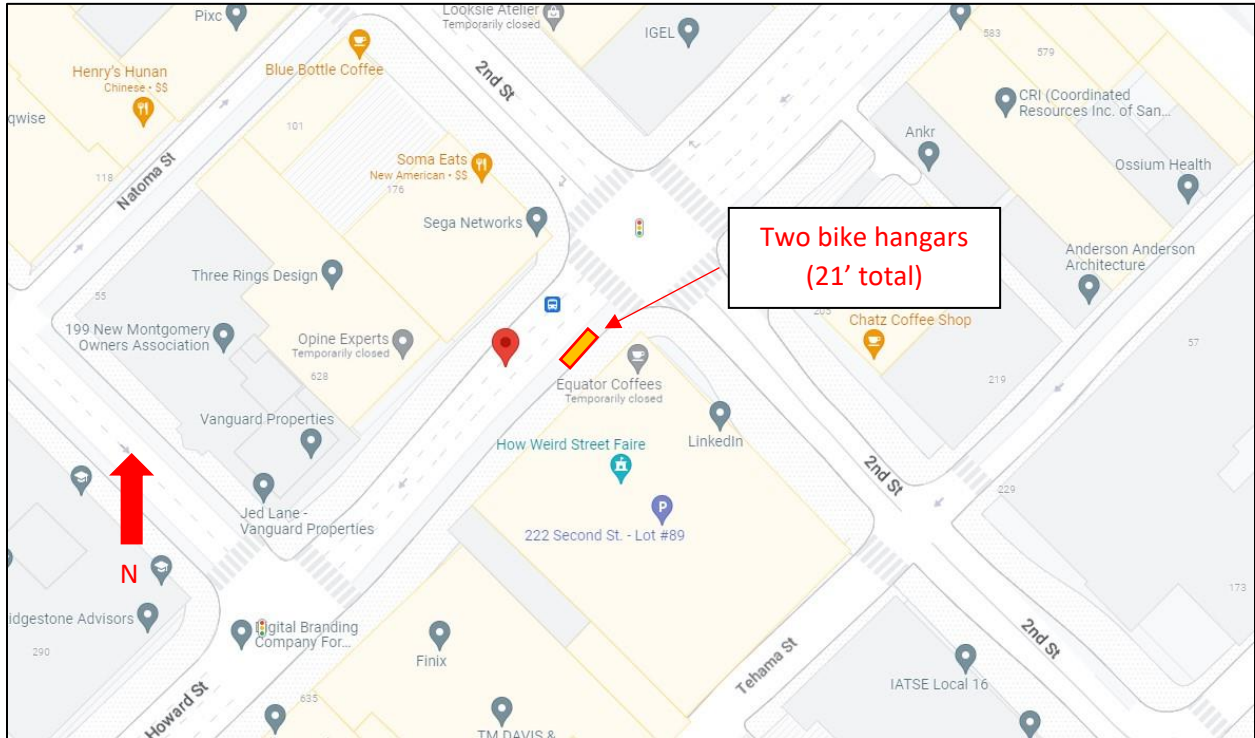 Pixc
Looksie Atelier
Temporarily closed
IGEL
583
579
Henry's Hunan
Chinese • $$
Blue Bottle Coffee
2nd St
CRI (Coordinated
Resources Inc. of San...
qwise
101
Ankr
Natoma St
118
Soma Eats
New American • $$
176
Ossium Health
Sega Networks
Two bike hangars
(21’ total)
Anderson Anderson
Architecture
Three Rings Design
55
199 New Montgomery
Owners Association
Opine Experts
Temporarily closed
628
205
Chatz Coffee Shop
57
Equator Coffees
Temporarily closed
219
Vanguard Properties
How Weird Street Faire
LinkedIn
P
2nd St
229
Jed Lane -
Vanguard Properties
222 Second St. - Lot #89
N
173
idgestone Advisors
Digital Branding
Company For...
290
Finix
2nd St
Tehama St
IATSE Local 16
Howard St
635
TM DAVIS &